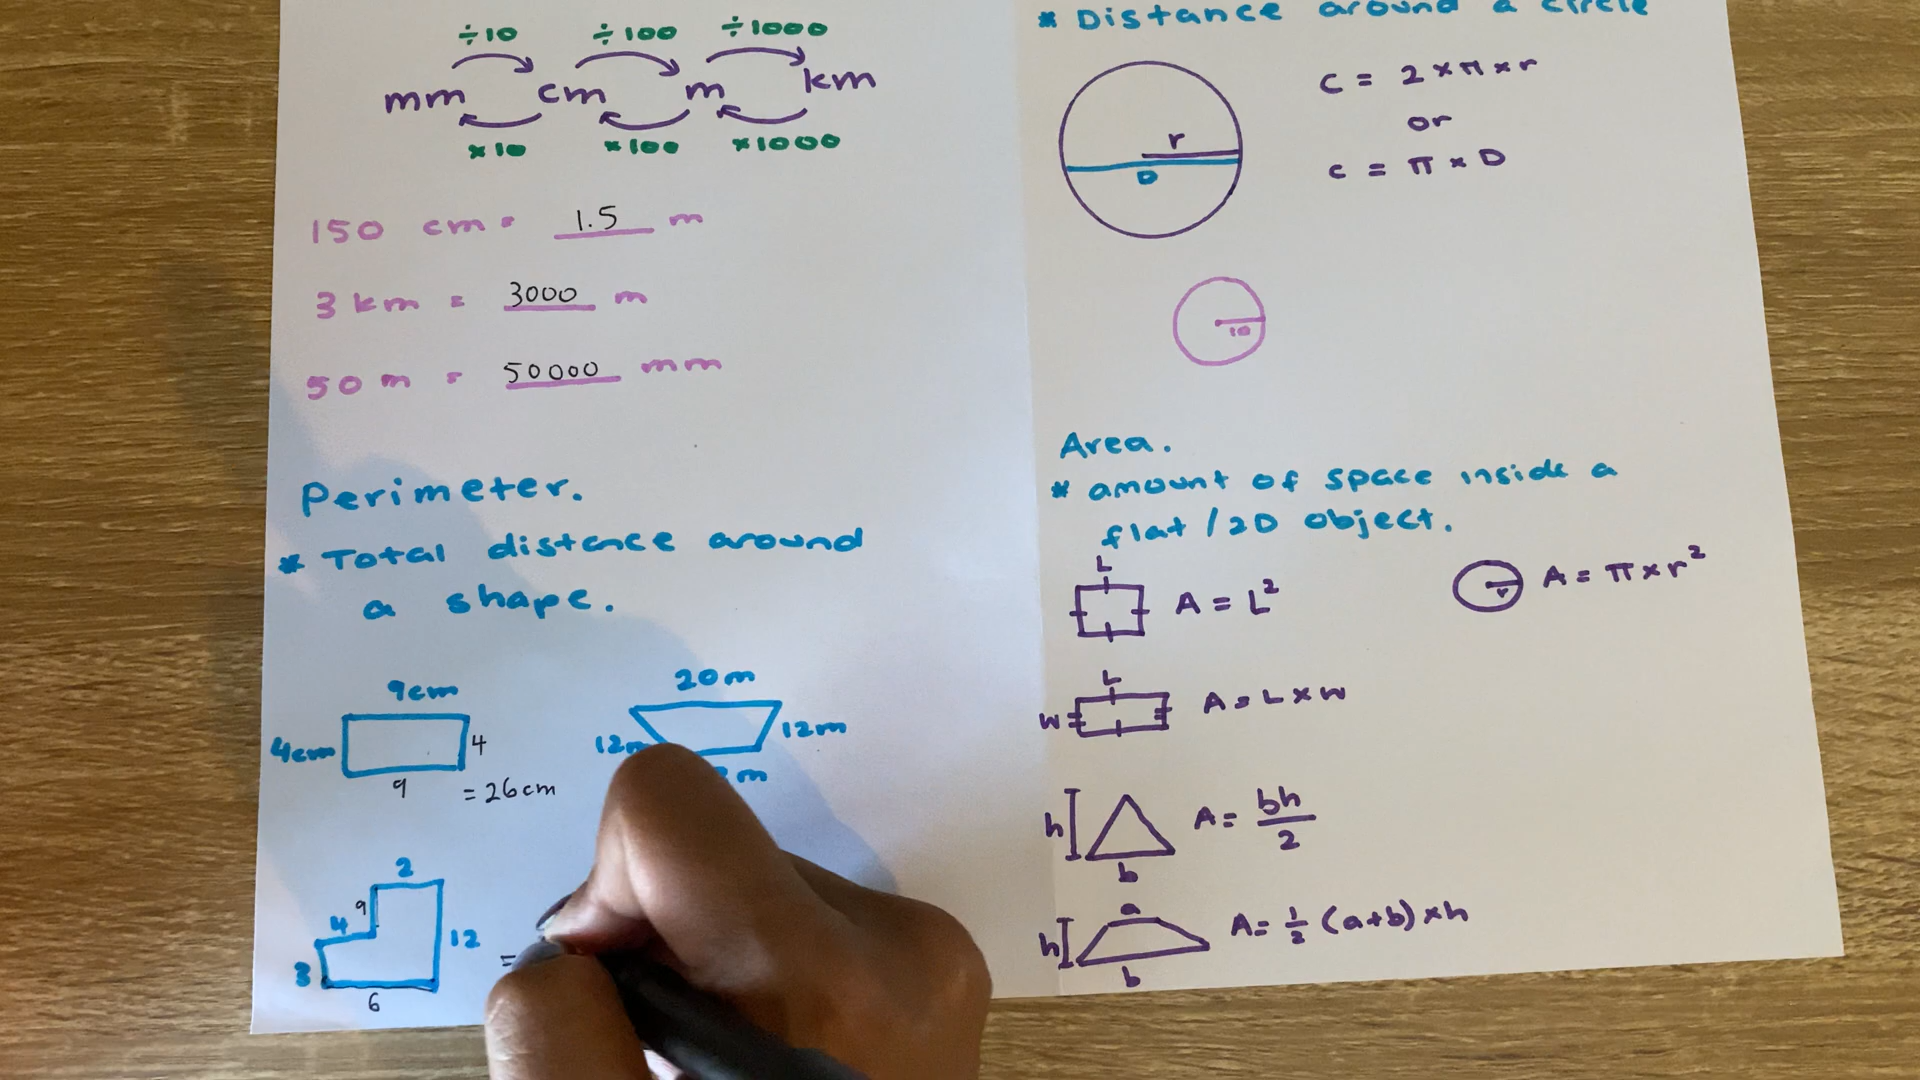 ÷10 ÷100 ÷1000
mm cm m km
×10 ×100 ×1000
150 cm = 1.5 m
3 km = 3000 m
50 m = 50000 mm
Perimeter.
* Total distance around
a shape.
9cm
4cm 4
9 = 26cm
20m
12m 12m
m
2
9
4
12
3
6
=
* Distance around a circle
C = 2 × π × r
or
C = π × D
r
D
10
Area.
* amount of space inside a
flat / 2D object.
L
A = L²
r A = π × r²
L
W A = L × W
h A = bh
2
b
a
h A = 1/2 (a+b) × h
b